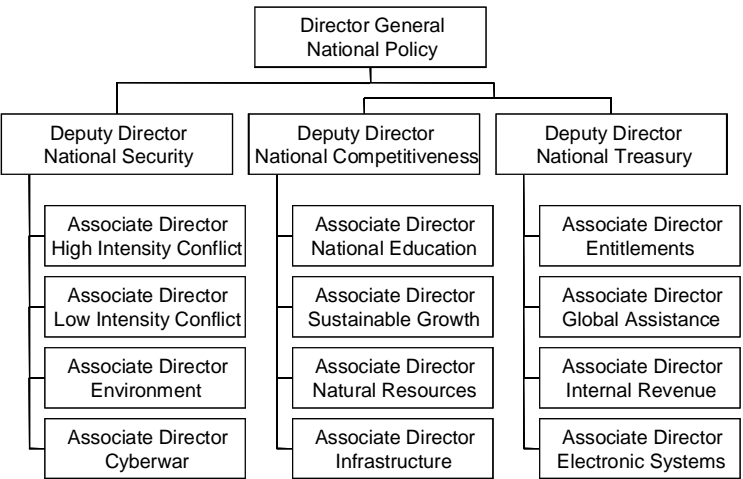 Director General
National Policy
Deputy Director
National Security
Deputy Director
National Competitiveness
Deputy Director
National Treasury
Associate Director
High Intensity Conflict
Associate Director
Low Intensity Conflict
Associate Director
Environment
Associate Director
Cyberwar
Associate Director
National Education
Associate Director
Sustainable Growth
Associate Director
Natural Resources
Associate Director
Infrastructure
Associate Director
Entitlements
Associate Director
Global Assistance
Associate Director
Internal Revenue
Associate Director
Electronic Systems